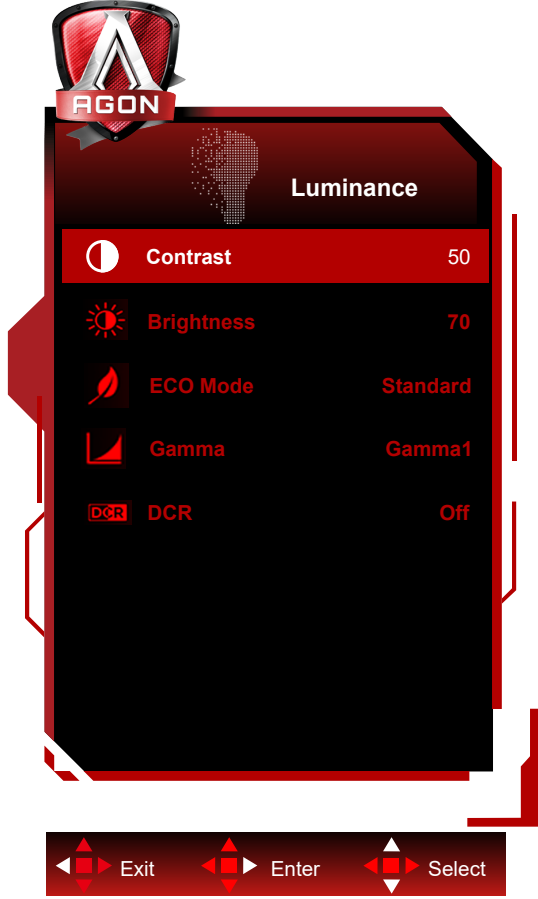 AGON
Luminance
Contrast 50
Brightness 70
ECO Mode Standard
Gamma Gamma1
DCR DCR Off
Exit Enter Select